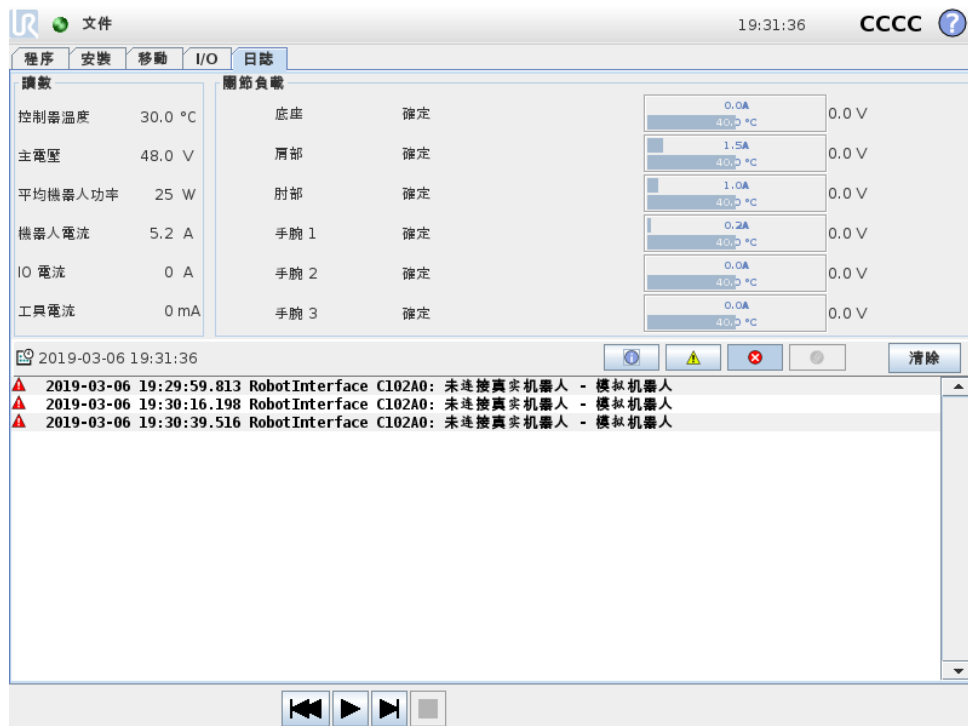 UR 文件 19:31:36 CCCC ?
程序 安裝 移動 I/O 日誌
讀數 關節負載
控制器溫度 30.0 °C 底座 確定 0.0A 40.0 °C 0.0 V
主電壓 48.0 V 肩部 確定 1.5A 40.0 °C 0.0 V
平均機器人功率 25 W 肘部 確定 1.0A 40.0 °C 0.0 V
機器人電流 5.2 A 手腕 1 確定 0.2A 40.0 °C 0.0 V
IO 電流 0 A 手腕 2 確定 0.0A 40.0 °C 0.0 V
工具電流 0 mA 手腕 3 確定 0.0A 40.0 °C 0.0 V
2019-03-06 19:31:36 清除
2019-03-06 19:29:59.813 RobotInterface C102A0: 未连接真实机器人 - 模拟机器人
2019-03-06 19:30:16.198 RobotInterface C102A0: 未连接真实机器人 - 模拟机器人
2019-03-06 19:30:39.516 RobotInterface C102A0: 未连接真实机器人 - 模拟机器人